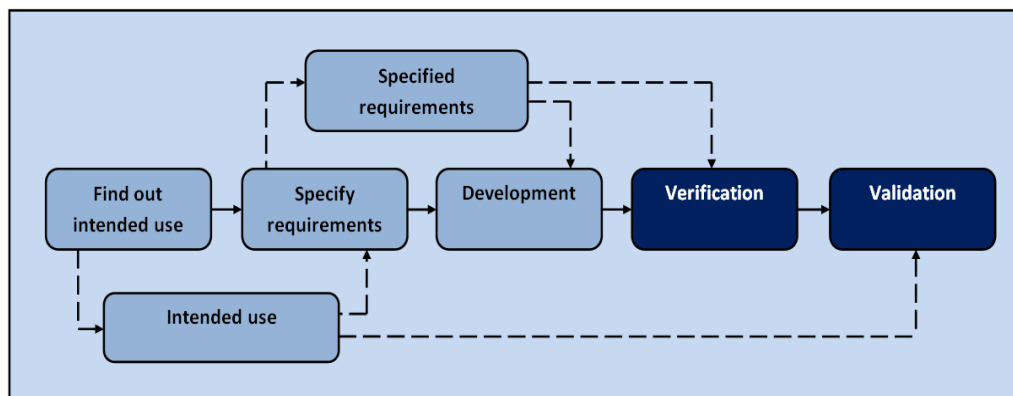 Specified
requirements
Find out
intended use
Specify
requirements
Development
Verification
Validation
Intended use